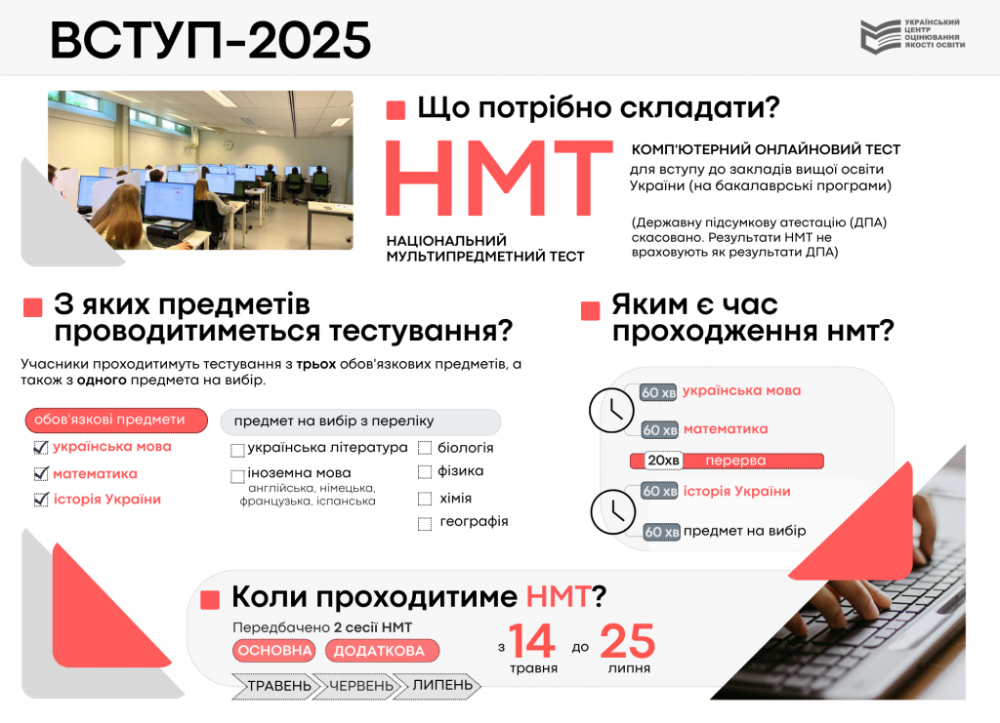 ВСТУП-2025
УКРАЇНСЬКИЙ
ЦЕНТР
ОЦІНЮВАННЯ
ЯКОСТІ ОСВІТИ
Що потрібно складати?
НМТ
НАЦІОНАЛЬНИЙ
МУЛЬТИПРЕДМЕТНИЙ ТЕСТ
КОМП'ЮТЕРНИЙ ОНЛАЙНОВИЙ ТЕСТ
для вступу до закладів вищої освіти
України (на бакалаврські програми)
(Державну підсумкову атестацію (ДПА)
скасовано. Результати НМТ не
враховують як результати ДПА)
З яких предметів
проводитиметься тестування?
Учасники проходитимуть тестування з трьох обов'язкових предметів, а
також з одного предмета на вибір.
обов'язкові предмети
українська мова
математика
історія України
предмет на вибір з переліку
українська література
іноземна мова
англійська, німецька,
французька, іспанська
біологія
фізика
хімія
географія
Яким є час
проходження нмт?
60 хв українська мова
60 хв математика
20хв перерва
60 хв історія України
60 хв предмет на вибір
Коли проходитиме НМТ?
Передбачено 2 сесії НМТ
ОСНОВНА ДОДАТКОВА
ТРАВЕНЬ ЧЕРВЕНЬ ЛИПЕНЬ
з 14 до 25
травня липня